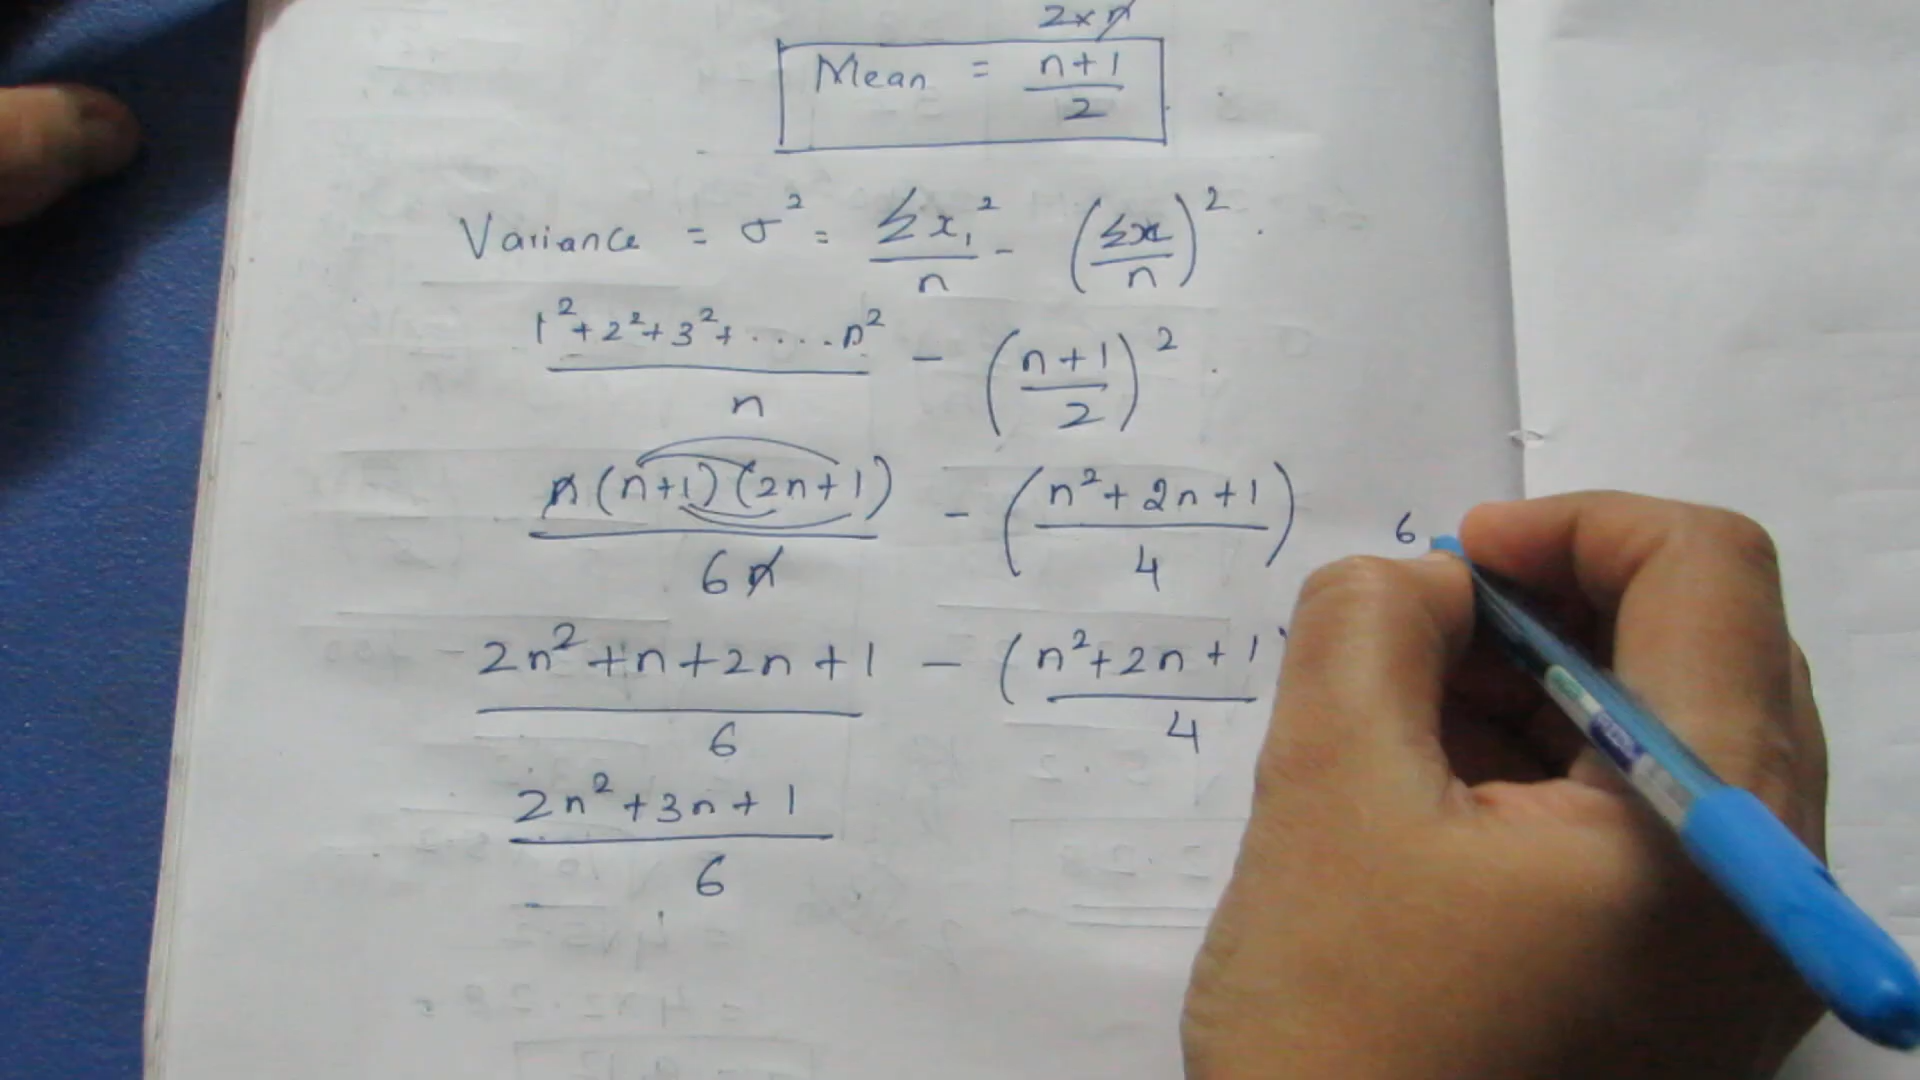 2×n
Mean = n+1/2
Variance = σ² = Σx₁²/n - (Σx/n)².
1²+2²+3²+.....n²/n - (n+1/2)².
n(n+1)(2n+1)/6n - (n²+2n+1/4)
6
2n²+n+2n+1/6 - (n²+2n+1/4
2n²+3n+1/6